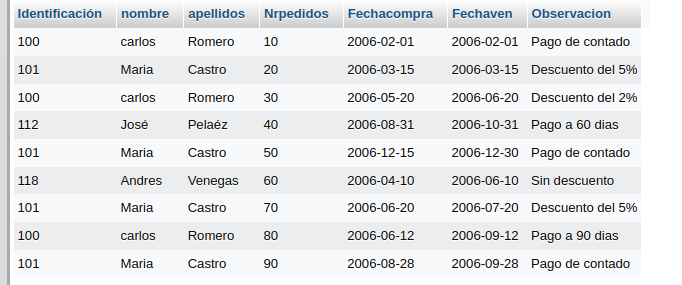 Identificación nombre apellidos Nrpedidos Fechacompra Fechaven Observacion
100 carlos Romero 10 2006-02-01 2006-02-01 Pago de contado
101 Maria Castro 20 2006-03-15 2006-03-15 Descuento del 5%
100 carlos Romero 30 2006-05-20 2006-06-20 Descuento del 2%
112 José Pelaéz 40 2006-08-31 2006-10-31 Pago a 60 dias
101 Maria Castro 50 2006-12-15 2006-12-30 Pago de contado
118 Andres Venegas 60 2006-04-10 2006-06-10 Sin descuento
101 Maria Castro 70 2006-06-20 2006-07-20 Descuento del 5%
100 carlos Romero 80 2006-06-12 2006-09-12 Pago a 90 dias
101 Maria Castro 90 2006-08-28 2006-09-28 Pago de contado